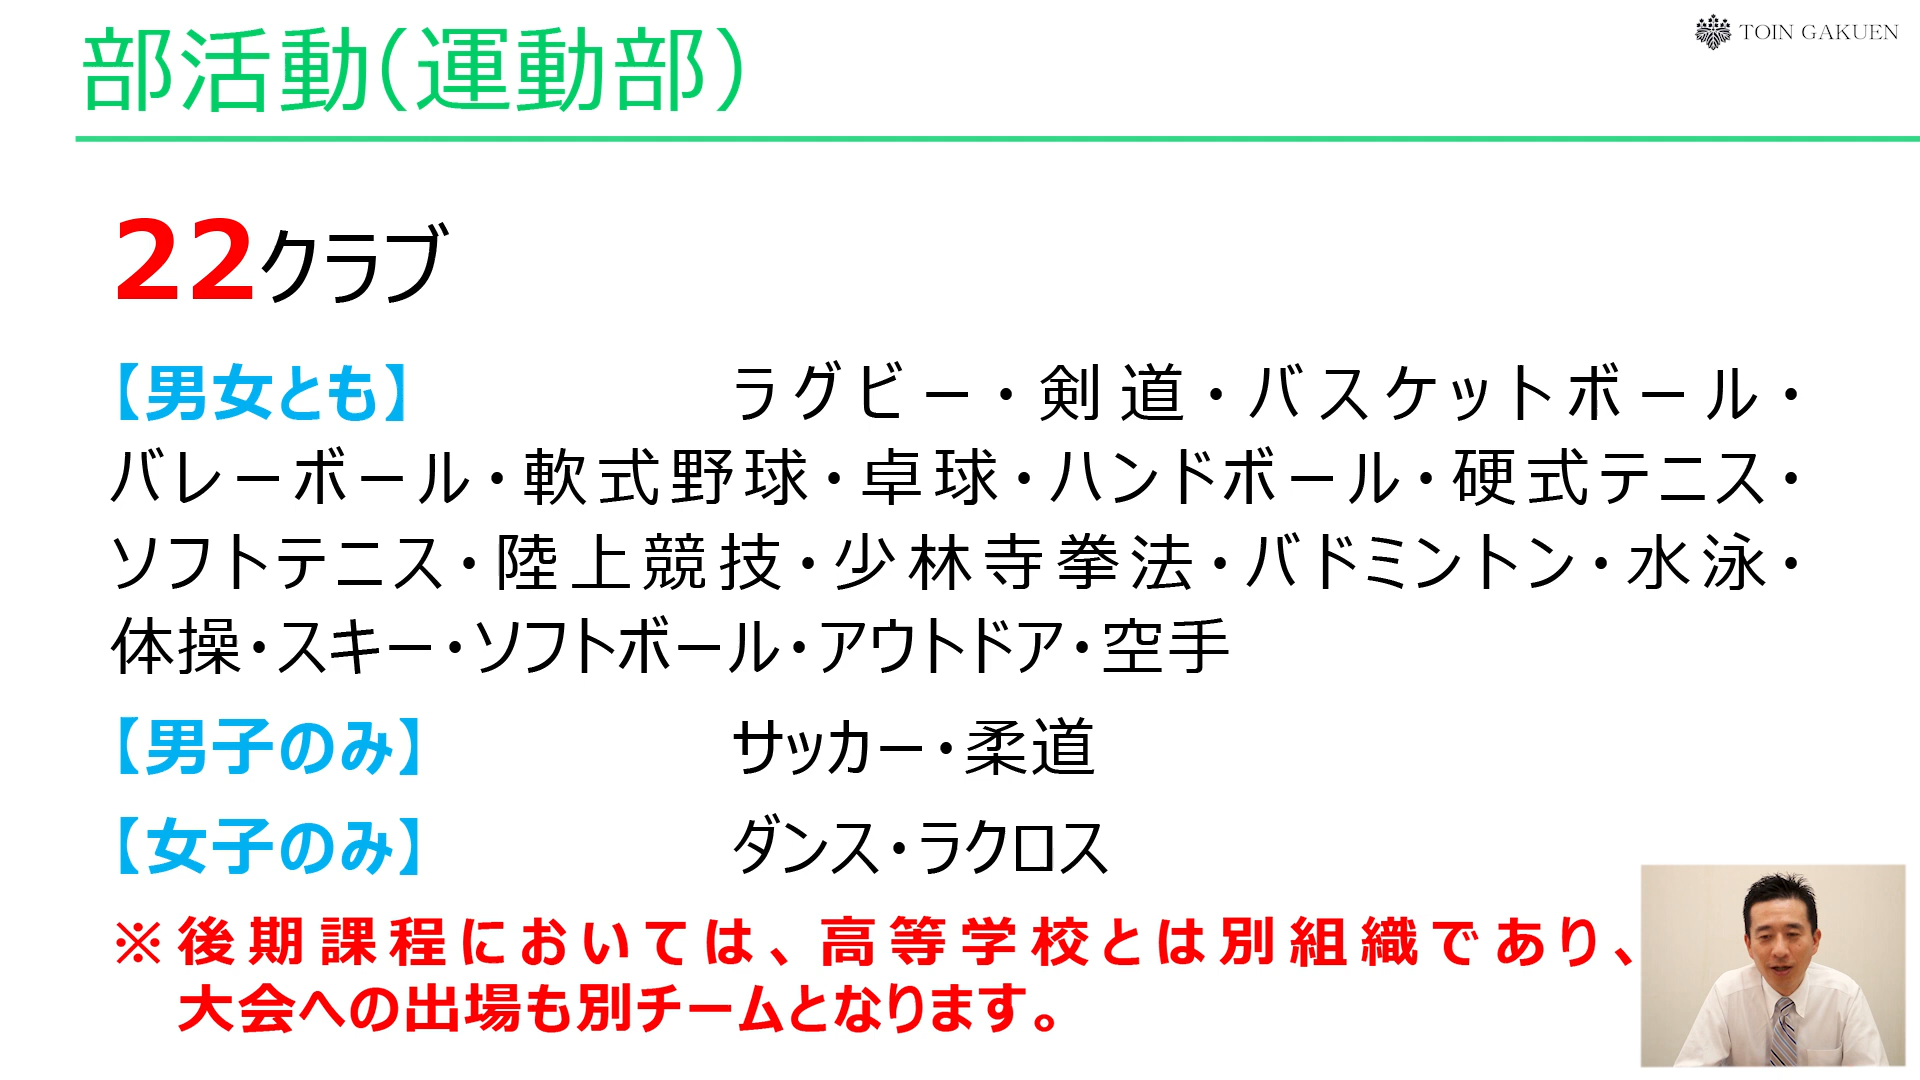 部活動(運動部)
TOIN GAKUEN
22クラブ
【男女とも】 ラグビー・剣道・バスケットボール・
バレーボール・軟式野球・卓球・ハンドボール・硬式テニス・
ソフトテニス・陸上競技・少林寺拳法・バドミントン・水泳・
体操・スキー・ソフトボール・アウトドア・空手
【男子のみ】 サッカー・柔道
【女子のみ】 ダンス・ラクロス
※後期課程においては、高等学校とは別組織であり、
大会への出場も別チームとなります。